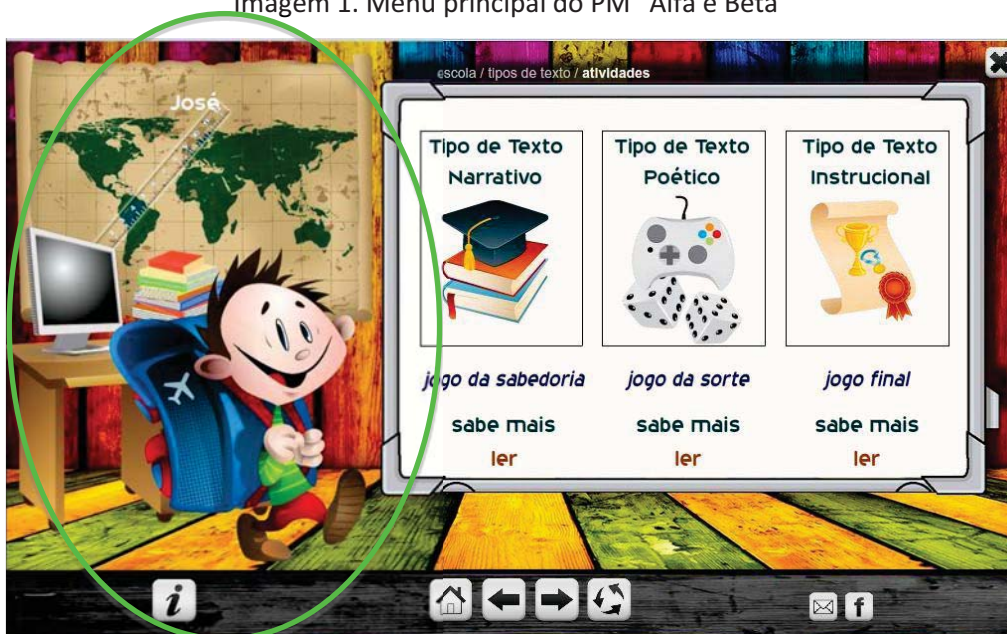 Imagem 1. Menu principal do PM "Alfa e Beta"
José
escola / tipos de texto / atividades
Tipo de Texto Narrativo
Tipo de Texto Poético
Tipo de Texto Instrucional
jogo da sabedoria
jogo da sorte
jogo final
sabe mais
sabe mais
sabe mais
ler
ler
ler
i
f